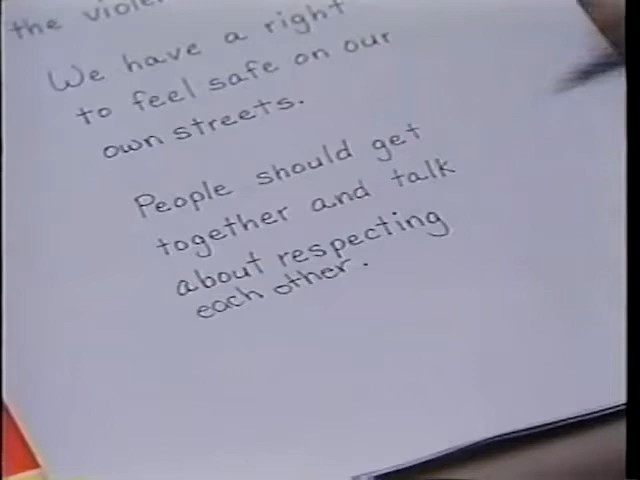 the
We have a right
to feel safe on our
own streets.
People should get
together and talk
about respecting
each other.